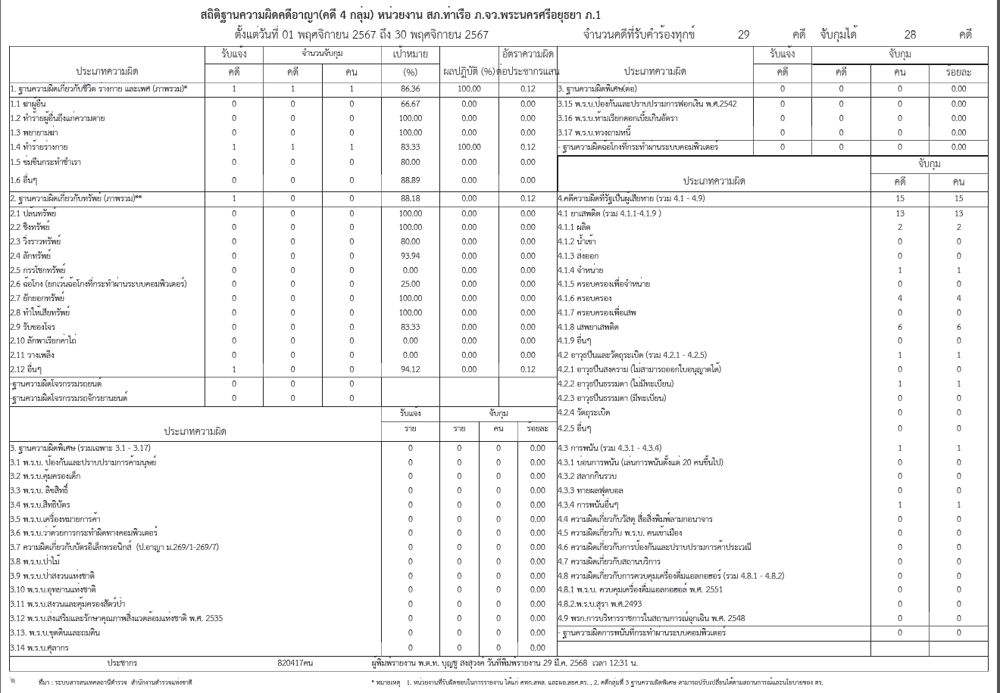 สถิติฐานความผิดคดีอาญา(คดี 4 กลุ่ม) หน่วยงาน สภ.ท่าเรือ ภ.จว.พระนครศรีอยุธยา ภ.1
ตั้งแต่วันที่ 01 พฤศจิกายน 2567 ถึง 30 พฤศจิกายน 2567 จำนวนคดีที่รับคำร้องทุกข์ 29 คดี จับกุมได้ 28 คดี
ประเภทความผิด รับแจ้ง จำนวนจับกุม เป้าหมาย ผลปฏิบัติ (%) อัตราความผิด
คดี คดี คน (%) ต่อประชากรแสน
1. ฐานความผิดเกี่ยวกับชีวิต ร่างกาย และเพศ (ภาพรวม)* 1 1 1 86.36 100.00 0.12
1.1 ฆ่าผู้อื่น 0 0 0 66.67 0.00 0.00
1.2 ทำร้ายผู้อื่นถึงแก่ความตาย 0 0 0 100.00 0.00 0.00
1.3 พยายามฆ่า 0 0 0 100.00 0.00 0.00
1.4 ทำร้ายร่างกาย 1 1 1 83.33 100.00 0.12
1.5 ข่มขืนกระทำชำเรา 0 0 0 80.00 0.00 0.00
1.6 อื่นๆ 0 0 0 88.89 0.00 0.00
2. ฐานความผิดเกี่ยวกับทรัพย์ (ภาพรวม)** 1 0 0 88.18 0.00 0.12
2.1 ปล้นทรัพย์ 0 0 0 100.00 0.00 0.00
2.2 ชิงทรัพย์ 0 0 0 100.00 0.00 0.00
2.3 วิ่งราวทรัพย์ 0 0 0 80.00 0.00 0.00
2.4 ลักทรัพย์ 0 0 0 93.94 0.00 0.00
2.5 กรรโชกทรัพย์ 0 0 0 0.00 0.00 0.00
2.6 ฉ้อโกง (ยกเว้นฉ้อโกงที่กระทำผ่านระบบคอมพิวเตอร์) 0 0 0 25.00 0.00 0.00
2.7 ยักยอกทรัพย์ 0 0 0 100.00 0.00 0.00
2.8 ทำให้เสียทรัพย์ 0 0 0 100.00 0.00 0.00
2.9 รับของโจร 0 0 0 83.33 0.00 0.00
2.10 ลักพาเรียกค่าไถ่ 0 0 0 0.00 0.00 0.00
2.11 วางเพลิง 0 0 0 0.00 0.00 0.00
2.12 อื่นๆ 1 0 0 94.12 0.00 0.12
-ฐานความผิดโจรกรรมรถยนต์ 0 0 0
-ฐานความผิดโจรกรรมรถจักรยานยนต์ 0 0 0
ประเภทความผิด รับแจ้ง จับกุม
ราย ราย คน ร้อยละ
3. ฐานความผิดพิเศษ (รวมเฉพาะ 3.1 - 3.17) 0 0 0 0.00
3.1 พ.ร.บ. ป้องกันและปราบปรามการค้ามนุษย์ 0 0 0 0.00
3.2 พ.ร.บ.คุ้มครองเด็ก 0 0 0 0.00
3.3 พ.ร.บ. ลิขสิทธิ์ 0 0 0 0.00
3.4 พ.ร.บ.สิทธิบัตร 0 0 0 0.00
3.5 พ.ร.บ.เครื่องหมายการค้า 0 0 0 0.00
3.6 พ.ร.บ.ว่าด้วยการกระทำผิดทางคอมพิวเตอร์ 0 0 0 0.00
3.7 ความผิดเกี่ยวกับบัตรอิเล็กทรอนิกส์ (ป.อาญา ม.269/1-269/7) 0 0 0 0.00
3.8 พ.ร.บ.ป่าไม้ 0 0 0 0.00
3.9 พ.ร.บ.ป่าสงวนแห่งชาติ 0 0 0 0.00
3.10 พ.ร.บ.อุทยานแห่งชาติ 0 0 0 0.00
3.11 พ.ร.บ.สงวนและคุ้มครองสัตว์ป่า 0 0 0 0.00
3.12 พ.ร.บ.ส่งเสริมและรักษาคุณภาพสิ่งแวดล้อมแห่งชาติ พ.ศ. 2535 0 0 0 0.00
3.13. พ.ร.บ.ขุดดินและถมดิน 0 0 0 0.00
3.14 พ.ร.บ.ศุลากร 0 0 0 0.00
ประเภทความผิด รับแจ้ง จับกุม
คดี คดี คน ร้อยละ
3. ฐานความผิดพิเศษ(ต่อ) 0 0 0 0.00
3.15 พ.ร.บ.ป้องกันและปราบปรามการฟอกเงิน พ.ศ.2542 0 0 0 0.00
3.16 พ.ร.บ.ห้ามเรียกดอกเบี้ยเกินอัตรา 0 0 0 0.00
3.17 พ.ร.บ.ทวงถามหนี้ 0 0 0 0.00
- ฐานความผิดฉ้อโกงที่กระทำผ่านระบบคอมพิวเตอร์ 0 0 0 0.00
ประเภทความผิด จับกุม
คดี คน
4.คดีความผิดที่รัฐเป็นผู้เสียหาย (รวม 4.1 - 4.9) 15 15
4.1 ยาเสพติด (รวม 4.1.1-4.1.9 ) 13 13
4.1.1 ผลิต 2 2
4.1.2 นำเข้า 0 0
4.1.3 ส่งออก 0 0
4.1.4 จำหน่าย 1 1
4.1.5 ครอบครองเพื่อจำหน่าย 0 0
4.1.6 ครอบครอง 4 4
4.1.7 ครอบครองเพื่อเสพ 0 0
4.1.8 เสพยาเสพติด 6 6
4.1.9 อื่นๆ 0 0
4.2 อาวุธปืนและวัตถุระเบิด (รวม 4.2.1 - 4.2.5) 1 1
4.2.1 อาวุธปืนสงคราม (ไม่สามารถออกใบอนุญาตได้) 0 0
4.2.2 อาวุธปืนธรรมดา (ไม่มีทะเบียน) 1 1
4.2.3 อาวุธปืนธรรมดา (มีทะเบียน) 0 0
4.2.4 วัตถุระเบิด 0 0
4.2.5 อื่นๆ 0 0
4.3 การพนัน (รวม 4.3.1 - 4.3.4) 1 1
4.3.1 บ่อนการพนัน (เล่นการพนันตั้งแต่ 20 คนขึ้นไป) 0 0
4.3.2 สลากกินรวบ 0 0
4.3.3 ทายผลฟุตบอล 0 0
4.3.4 การพนันอื่นๆ 1 1
4.4 ความผิดเกี่ยวกับวัสดุ สื่อสิ่งพิมพ์ลามกอนาจาร 0 0
4.5 ความผิดเกี่ยวกับ พ.ร.บ. คนเข้าเมือง 0 0
4.6 ความผิดเกี่ยวกับการป้องกันและปราบปรามการค้าประเวณี 0 0
4.7 ความผิดเกี่ยวกับสถานบริการ 0 0
4.8 ความผิดเกี่ยวกับการควบคุมเครื่องดื่มแอลกอฮอร์ (รวม 4.8.1 - 4.8.2) 0 0
4.8.1 พ.ร.บ. ควบคุมเครื่องดื่มแอลกอฮอล์ พ.ศ. 2551 0 0
4.8.2.พ.ร.บ.สุรา พ.ศ.2493 0 0
4.9 พรก.การบริหารราชการในสถานการณ์ฉุกเฉิน พ.ศ. 2548 0 0
- ฐานความผิดการพนันที่กระทำผ่านระบบคอมพิวเตอร์ 0 0
ประชากร 820417คน ผู้พิมพ์รายงาน พ.ต.ท. บุญชู สงสุวงค์ วันที่พิมพ์รายงาน 29 มี.ค. 2568 เวลา 12:31 น.
ที่มา : ระบบสารสนเทศสถานีตำรวจ สำนักงานตำรวจแห่งชาติ * หมายเหตุ 1. หน่วยงานที่รับผิดชอบในการรายงาน ได้แก่ ศทก.สทส. และผอ.สยศ.ตร. , 2. คดีกลุ่มที่ 3 ฐานความผิดพิเศษ สามารถปรับเปลี่ยนได้ตามสถานการณ์และนโยบายของ ตร.